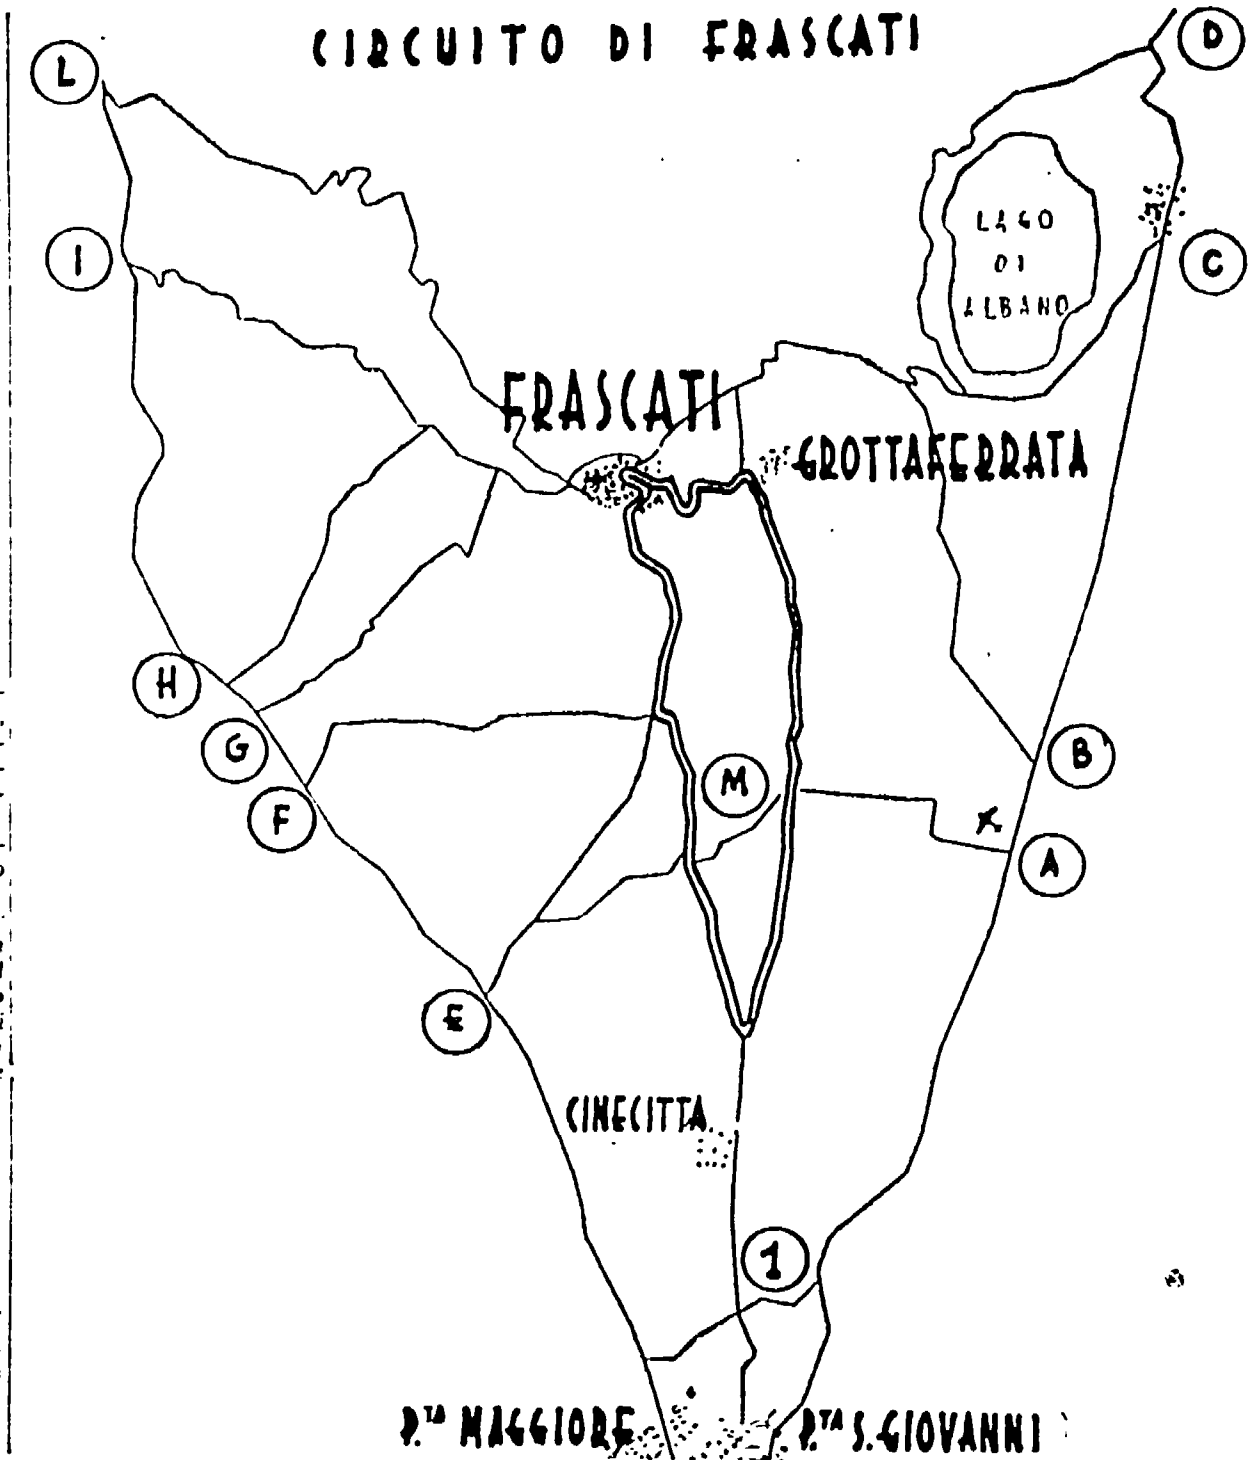 CIRCUITO DI FRASCATI
D
L
I
LAGO
DI
ALBANO
C
FRASCATI
GROTTAFERRATA
H
G
F
M
B
A
E
CINECITTA
1
P.TA MAGGIORE
P.TA S. GIOVANNI